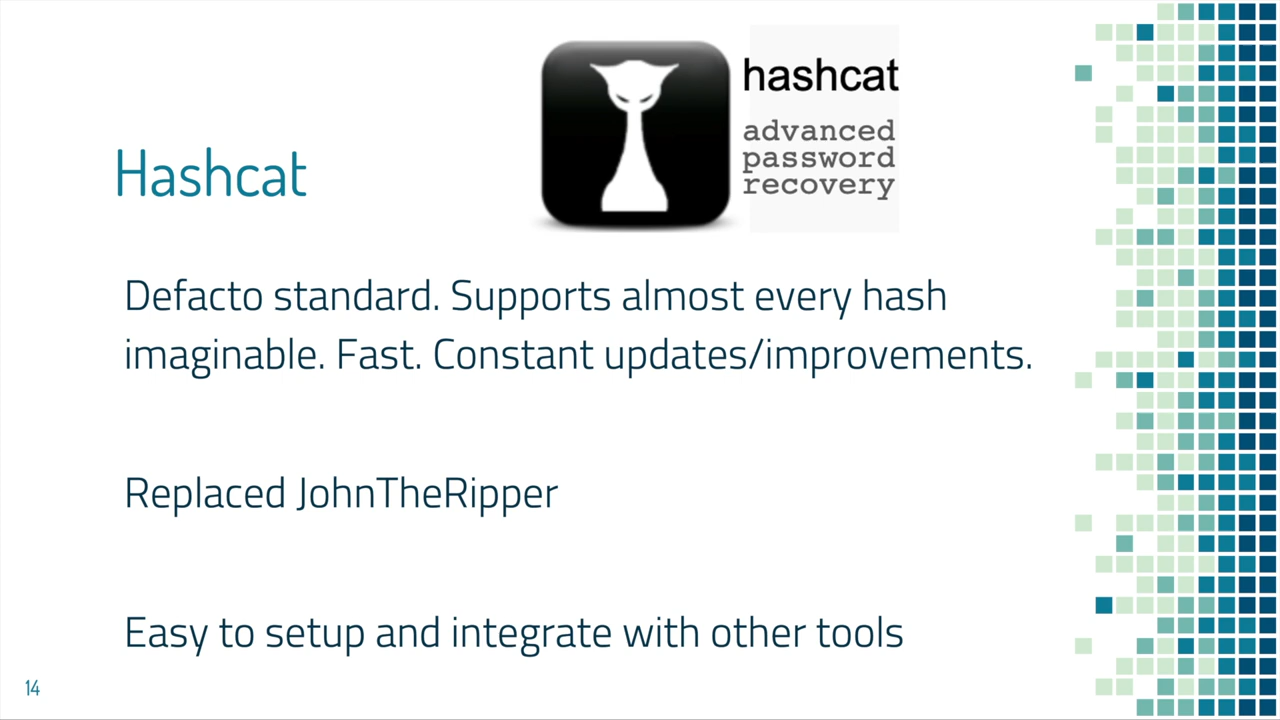 hashcat
advanced
password
recovery
Hashcat
Defacto standard. Supports almost every hash
imaginable. Fast. Constant updates/improvements.
Replaced JohnTheRipper
Easy to setup and integrate with other tools
14